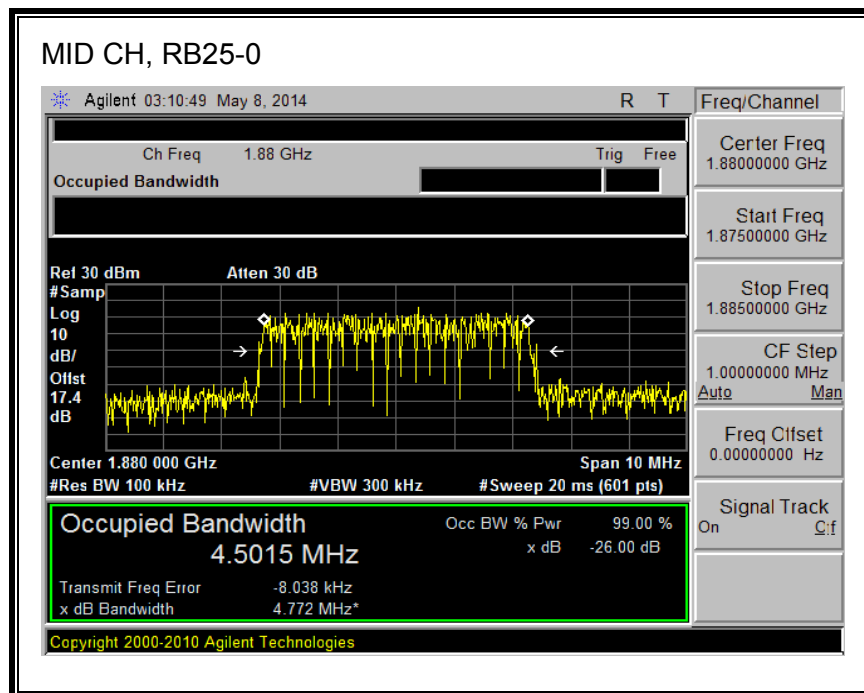 MID CH, RB25-0
Agilent 03:10:49 May 8, 2014 R T
Freq/Channel
Ch Freq 1.88 GHz Trig Free
Occupied Bandwidth
Center Freq
1.88000000 GHz
Start Freq
1.87500000 GHz
Stop Freq
1.88500000 GHz
CF Step
1.00000000 MHz
Auto Man
Freq Offset
0.00000000 Hz
Signal Track
On Off
Ref 30 dBm Atten 30 dB
#Samp
Log
10
dB/
Offst
17.4
dB
Center 1.880 000 GHz Span 10 MHz
#Res BW 100 kHz #VBW 300 kHz #Sweep 20 ms (601 pts)
Occupied Bandwidth
4.5015 MHz
Occ BW % Pwr 99.00 %
x dB -26.00 dB
Transmit Freq Error -8.038 kHz
x dB Bandwidth 4.772 MHz*
Copyright 2000-2010 Agilent Technologies